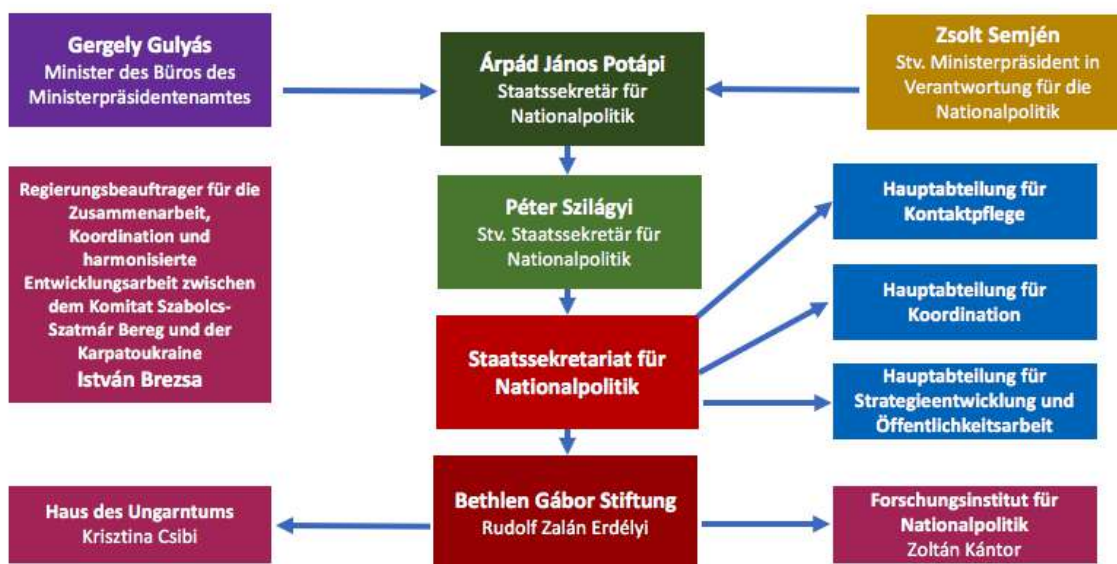 Gergely Gulyás
Minister des Büros des
Ministerpräsidentenamtes
Árpád János Potápi
Staatssekretär für
Nationalpolitik
Zsolt Semjén
Stv. Ministerpräsident in
Verantwortung für die
Nationalpolitik
Regierungsbeauftrager für die
Zusammenarbeit,
Koordination und
harmonisierte
Entwicklungsarbeit zwischen
dem Komitat Szabolcs-
Szatmár Bereg und der
Karpatoukraine
István Brezsa
Péter Szilágyi
Stv. Staatssekretär für
Nationalpolitik
Hauptabteilung für
Kontaktpflege
Hauptabteilung für
Koordination
Staatssekretariat für
Nationalpolitik
Hauptabteilung für
Strategieentwicklung und
Öffentlichkeitsarbeit
Haus des Ungarntums
Krisztina Csibi
Bethlen Gábor Stiftung
Rudolf Zalán Erdélyi
Forschungsinstitut für
Nationalpolitik
Zoltán Kántor